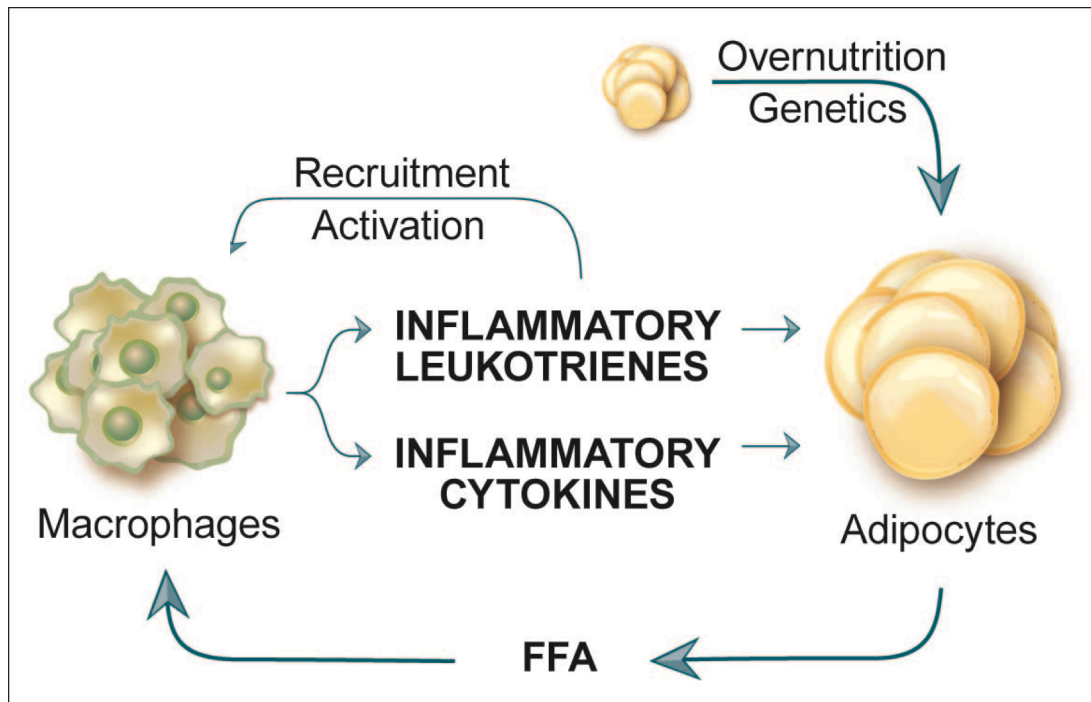 Overnutrition
Genetics
Recruitment
Activation
INFLAMMATORY
LEUKOTRIENES
INFLAMMATORY
CYTOKINES
Macrophages
Adipocytes
FFA